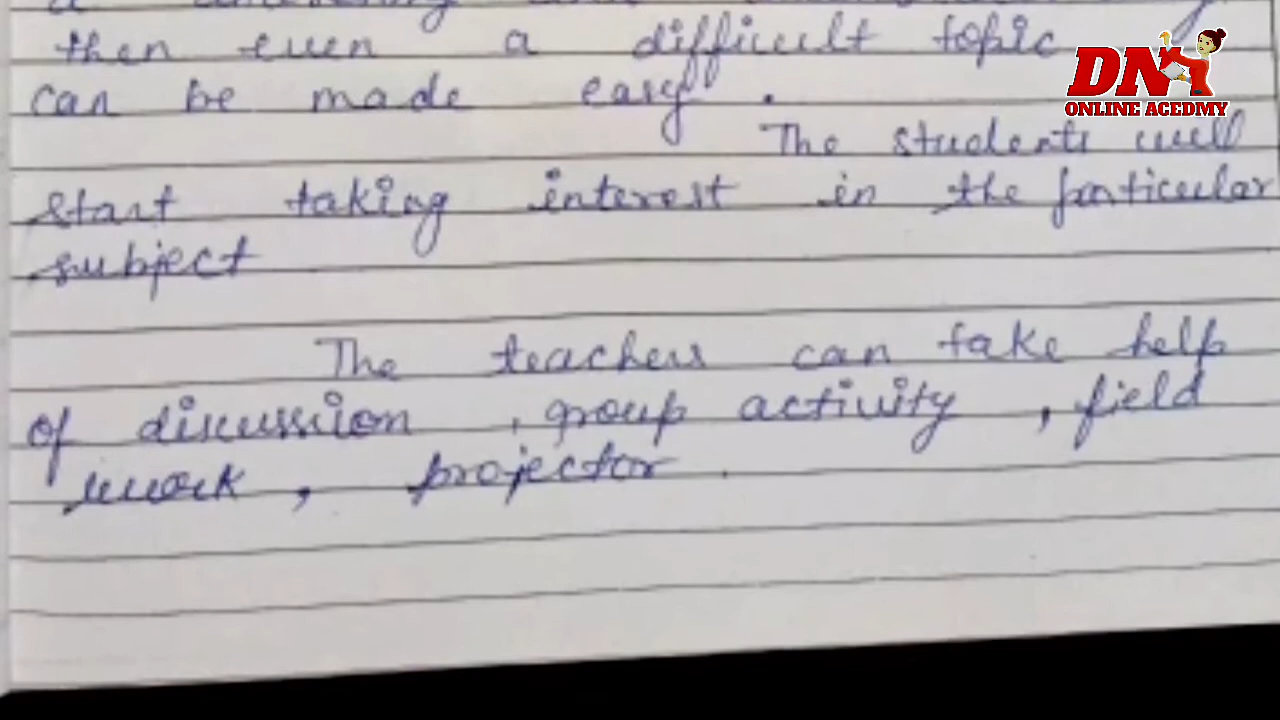 then even a difficult topic
can be made easy .
The students will
start taking interest in the particular
subject
The teachers can take help
of discussion , group activity , field
work , projector .
DNA
ONLINE ACEDMY